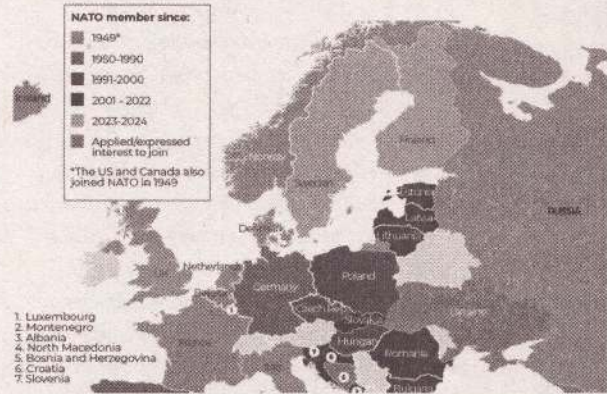 NATO member since:
1949*
1950-1990
1991-2000
2001 - 2022
2023-2024
Applied/expressed
interest to join
*The US and Canada also
joined NATO in 1949
Iceland
Norway
Sweden
Finland
Estonia
Latvia
Lithuania
RUSSIA
Denmark
UK
Netherlands
Germany
Poland
Czech Rep.
Slovakia
Ukraine
Hungary
Romania
Bulgaria
1. Luxembourg
2. Montenegro
3. Albania
4. North Macedonia
5. Bosnia and Herzegovina
6. Croatia
7. Slovenia